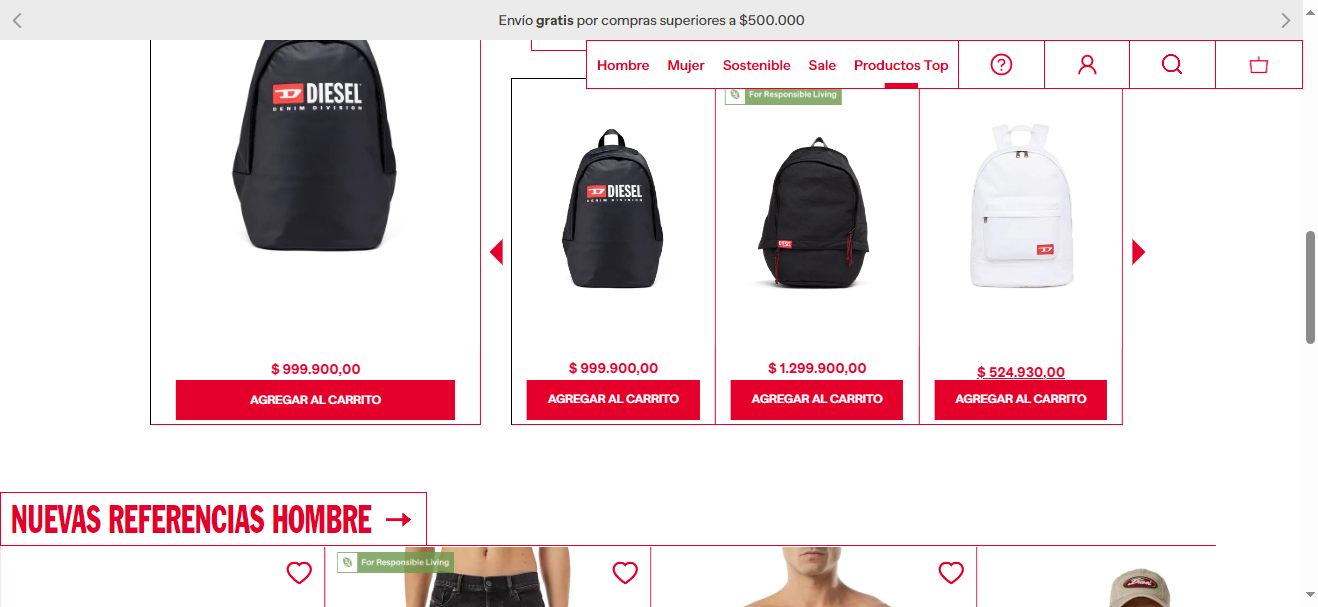 Envío gratis por compras superiores a $500.000
Hombre Mujer Sostenible Sale Productos Top
DIESEL
DENIM DIVISION
For Responsible Living
DIESEL
DENIM DIVISION
DIESEL
$ 999.900,00
AGREGAR AL CARRITO
$ 999.900,00
AGREGAR AL CARRITO
$ 1.299.900,00
AGREGAR AL CARRITO
$ 524.930,00
AGREGAR AL CARRITO
NUEVAS REFERENCIAS HOMBRE
For Responsible Living